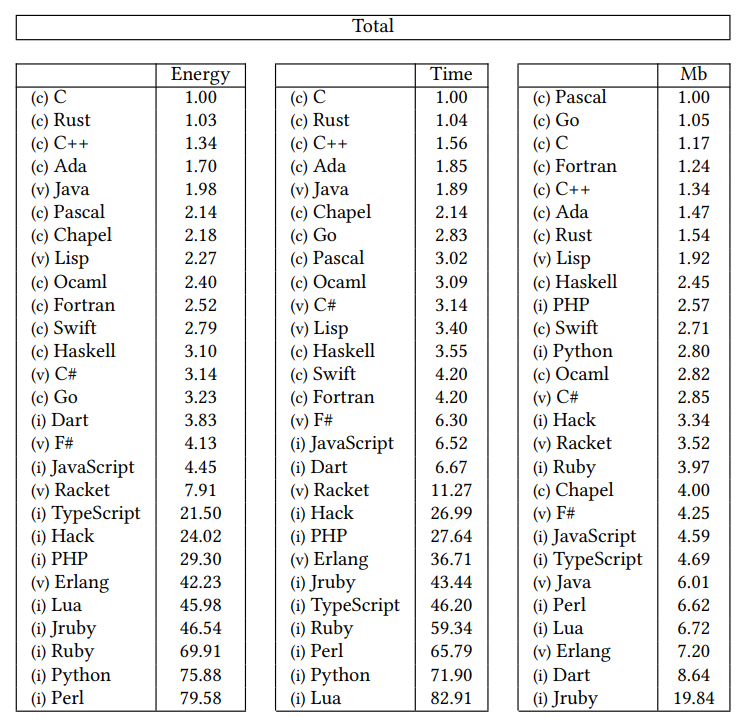 Total
Energy Time Mb
(c) C 1.00 (c) C 1.00 (c) Pascal 1.00
(c) Rust 1.03 (c) Rust 1.04 (c) Go 1.05
(c) C++ 1.34 (c) C++ 1.56 (c) C 1.17
(c) Ada 1.70 (c) Ada 1.85 (c) Fortran 1.24
(v) Java 1.98 (v) Java 1.89 (c) C++ 1.34
(c) Pascal 2.14 (c) Chapel 2.14 (c) Ada 1.47
(c) Chapel 2.18 (c) Go 2.83 (c) Rust 1.54
(v) Lisp 2.27 (c) Pascal 3.02 (v) Lisp 1.92
(c) Ocaml 2.40 (c) Ocaml 3.09 (c) Haskell 2.45
(c) Fortran 2.52 (v) C# 3.14 (i) PHP 2.57
(c) Swift 2.79 (v) Lisp 3.40 (c) Swift 2.71
(c) Haskell 3.10 (c) Haskell 3.55 (i) Python 2.80
(v) C# 3.14 (c) Swift 4.20 (c) Ocaml 2.82
(c) Go 3.23 (c) Fortran 4.20 (v) C# 2.85
(i) Dart 3.83 (v) F# 6.30 (i) Hack 3.34
(v) F# 4.13 (i) JavaScript 6.52 (v) Racket 3.52
(i) JavaScript 4.45 (i) Dart 6.67 (i) Ruby 3.97
(v) Racket 7.91 (v) Racket 11.27 (c) Chapel 4.00
(i) TypeScript 21.50 (i) Hack 26.99 (v) F# 4.25
(i) Hack 24.02 (i) PHP 27.64 (i) JavaScript 4.59
(i) PHP 29.30 (v) Erlang 36.71 (i) TypeScript 4.69
(v) Erlang 42.23 (i) Jruby 43.44 (v) Java 6.01
(i) Lua 45.98 (i) TypeScript 46.20 (i) Perl 6.62
(i) Jruby 46.54 (i) Ruby 59.34 (i) Lua 6.72
(i) Ruby 69.91 (i) Perl 65.79 (v) Erlang 7.20
(i) Python 75.88 (i) Python 71.90 (i) Dart 8.64
(i) Perl 79.58 (i) Lua 82.91 (i) Jruby 19.84